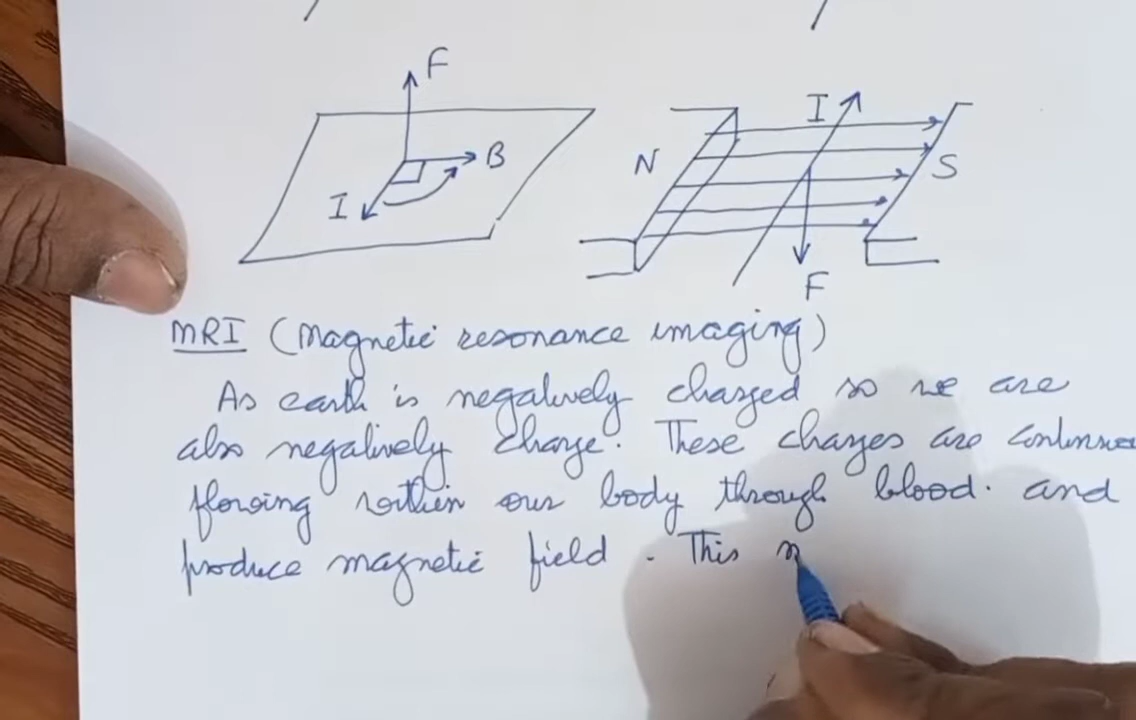 F
B
I
N
I
S
F
MRI (Magnetic resonance imaging)
As earth is negatively charged so we are
also negatively charge. These charges are
flowing within our body through blood. and
produce magnetic field. This